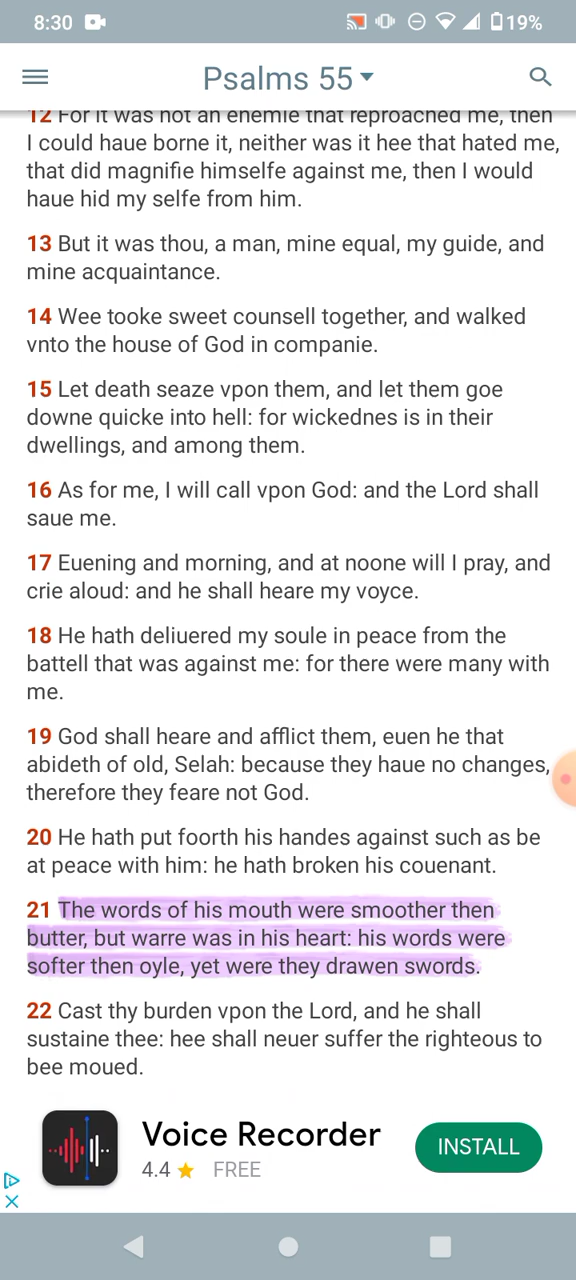 8:30 19%
Psalms 55
12 For it was not an enemie that reproached me, then
I could haue borne it, neither was it hee that hated me,
that did magnifie himselfe against me, then I would
haue hid my selfe from him.
13 But it was thou, a man, mine equal, my guide, and
mine acquaintance.
14 Wee tooke sweet counsell together, and walked
vnto the house of God in companie.
15 Let death seaze vpon them, and let them goe
downe quicke into hell: for wickednes is in their
dwellings, and among them.
16 As for me, I will call vpon God: and the Lord shall
saue me.
17 Euening and morning, and at noone will I pray, and
crie aloud: and he shall heare my voyce.
18 He hath deliuered my soule in peace from the
battell that was against me: for there were many with
me.
19 God shall heare and afflict them, euen he that
abideth of old, Selah: because they haue no changes,
therefore they feare not God.
20 He hath put foorth his handes against such as be
at peace with him: he hath broken his couenant.
21 The words of his mouth were smoother then
butter, but warre was in his heart: his words were
softer then oyle, yet were they drawen swords.
22 Cast thy burden vpon the Lord, and he shall
sustaine thee: hee shall neuer suffer the righteous to
bee moued.
Voice Recorder
4.4 ★ FREE
INSTALL